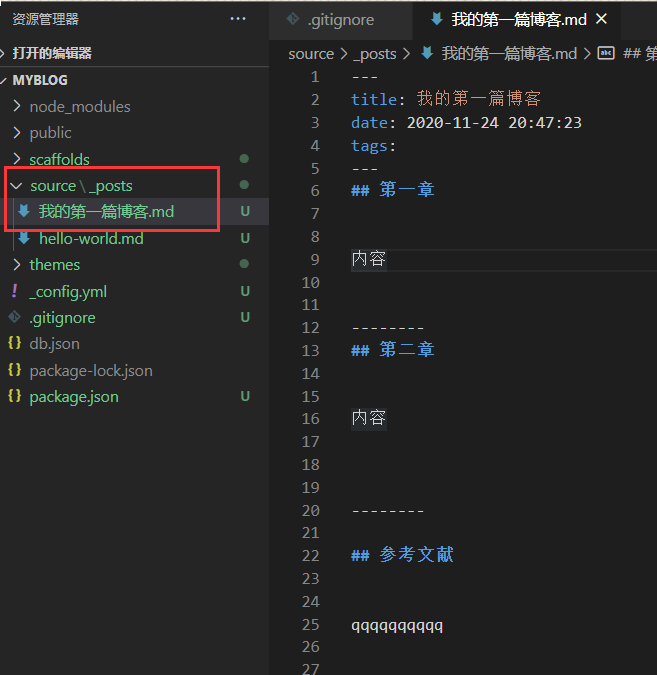 资源管理器 ...
打开的编辑器
MYBLOG
node_modules
public
scaffolds
source \ _posts
我的第一篇博客.md U
hello-world.md U
themes
! _config.yml U
.gitignore U
{} db.json
{} package-lock.json
{} package.json U
.gitignore 我的第一篇博客.md ×
source > _posts > 我的第一篇博客.md > abc ## 第
1 ---
2 title: 我的第一篇博客
3 date: 2020-11-24 20:47:23
4 tags:
5 ---
6 ## 第一章
7
8
9 内容
10
11
12 --------
13 ## 第二章
14
15
16 内容
17
18
19
20 --------
21
22 ## 参考文献
23
24
25 qqqqqqqqqq
26
27